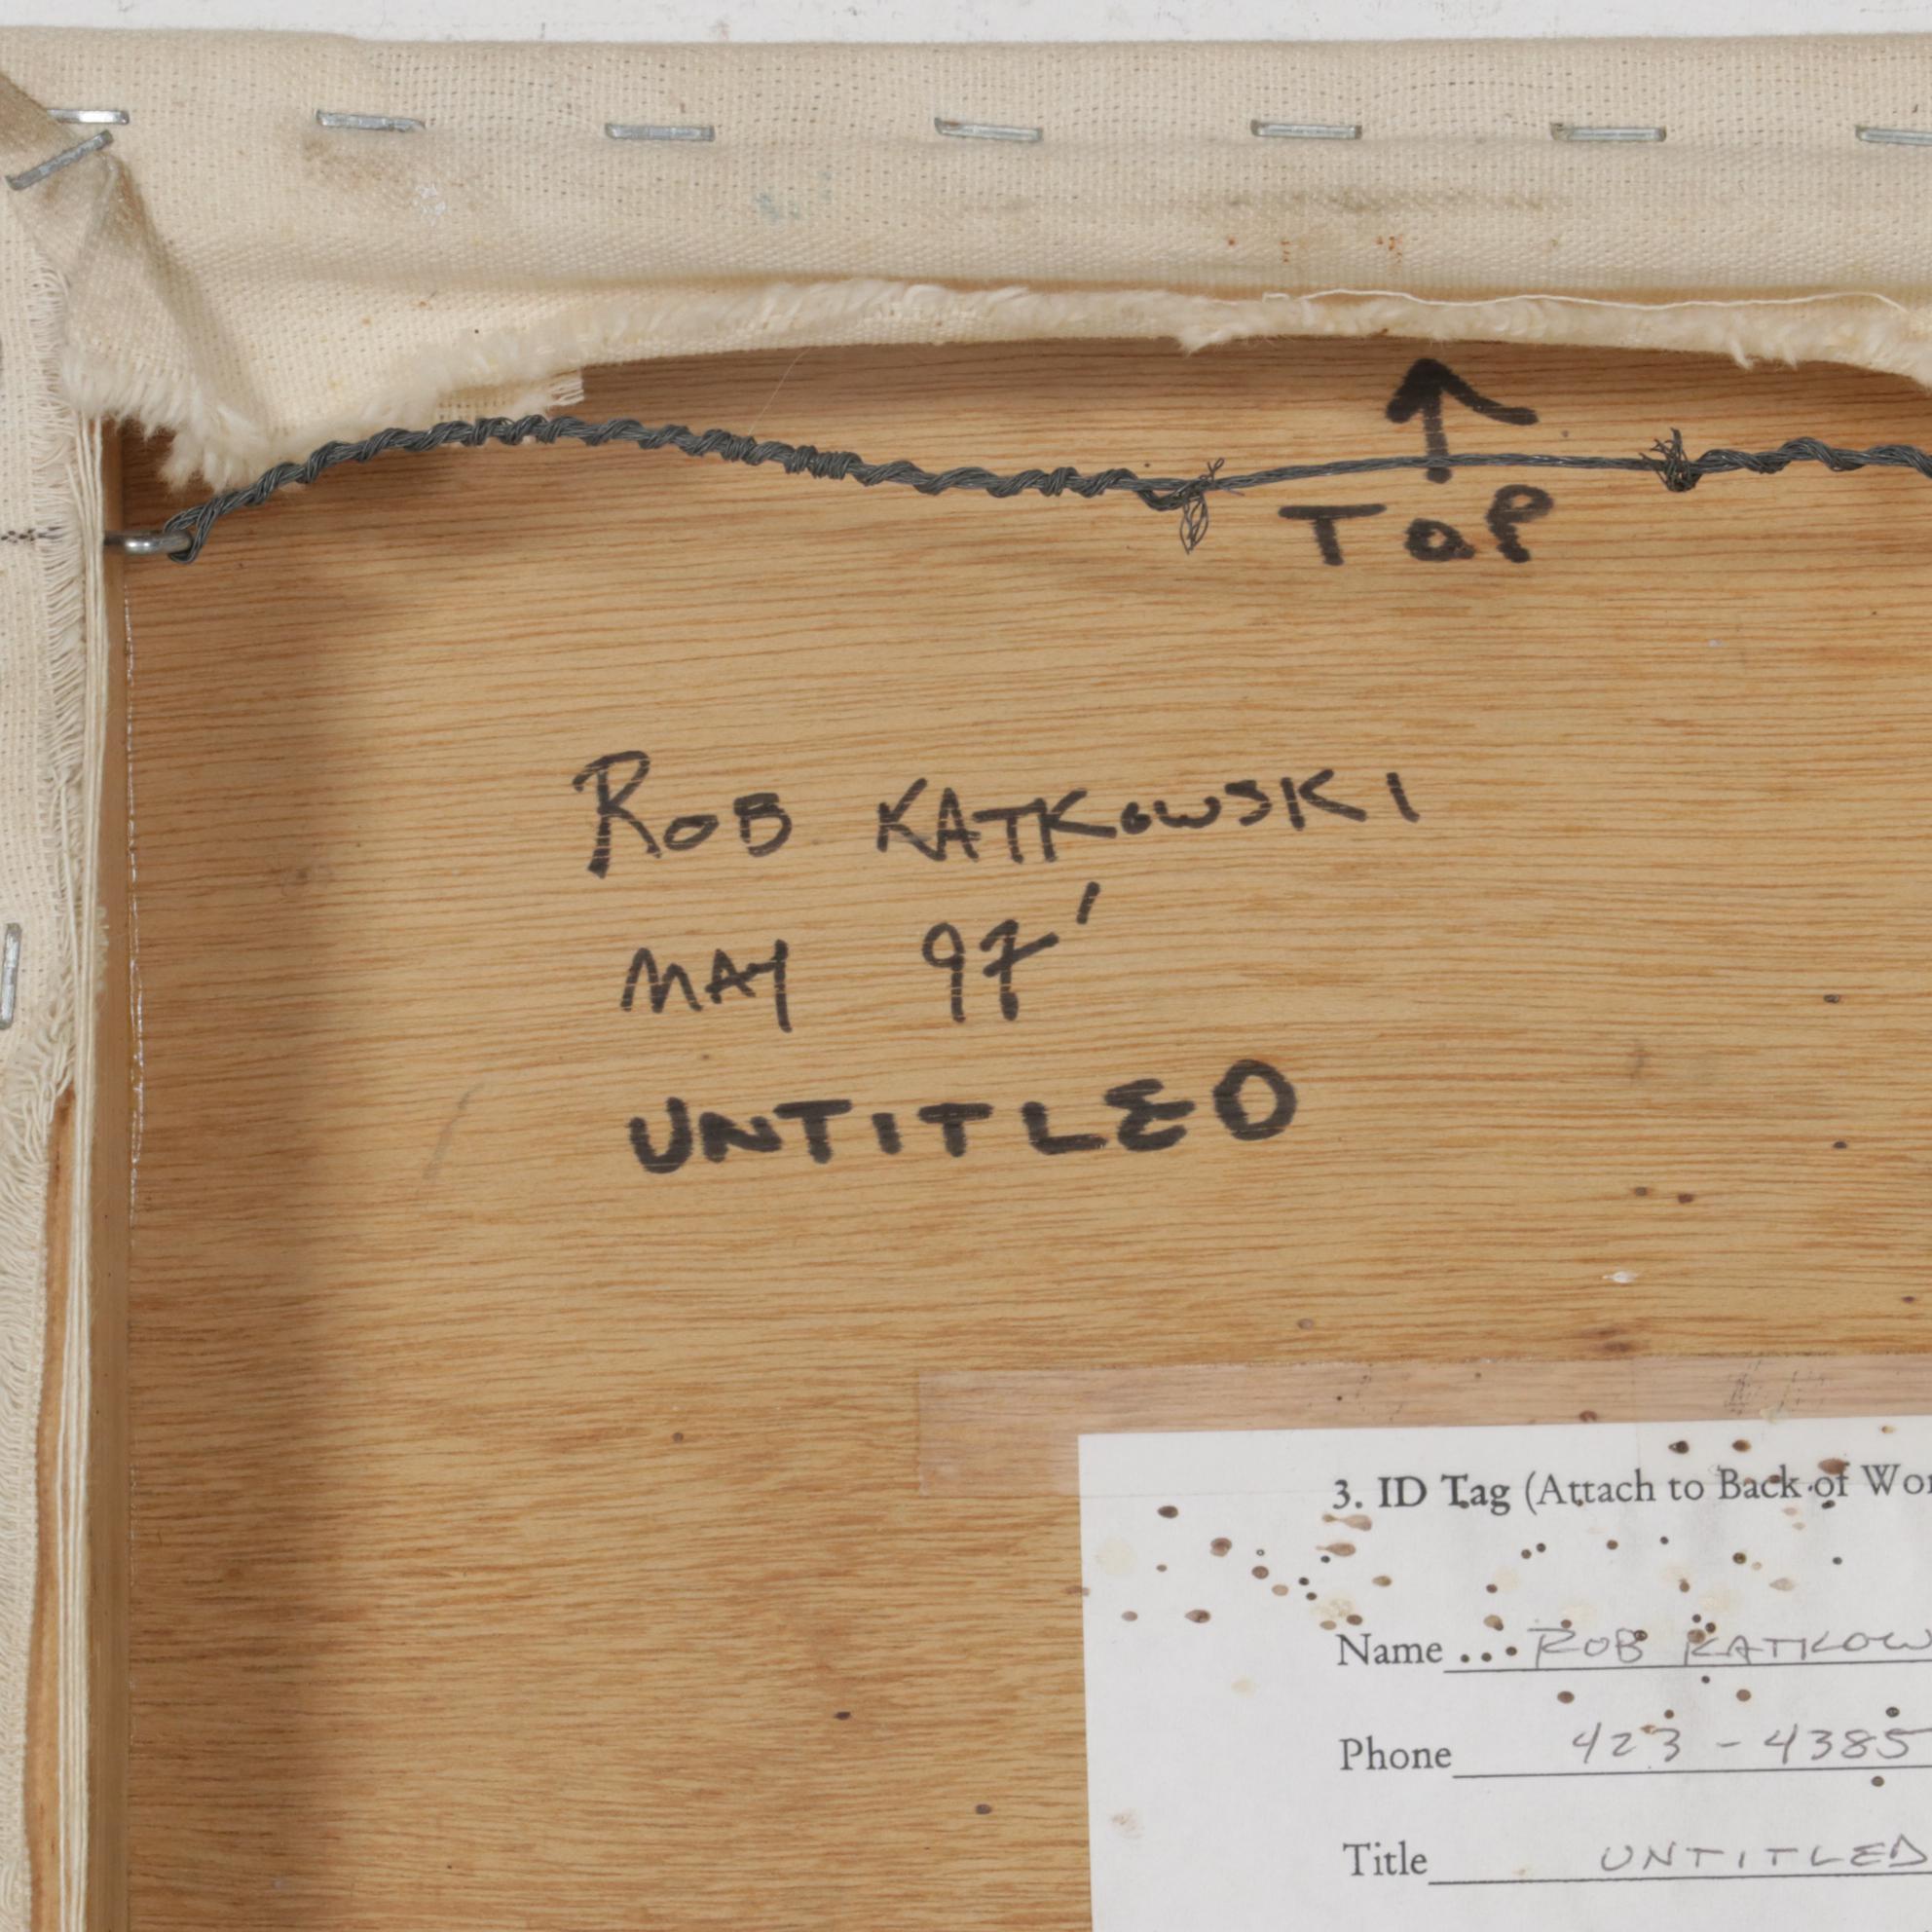 TOP
ROB KATKOWSKI
MAY 97'
UNTITLED
3. ID Tag (Attach to Back of Wor
Name ROB KATKOW
Phone 423-4385
Title UNTITLED